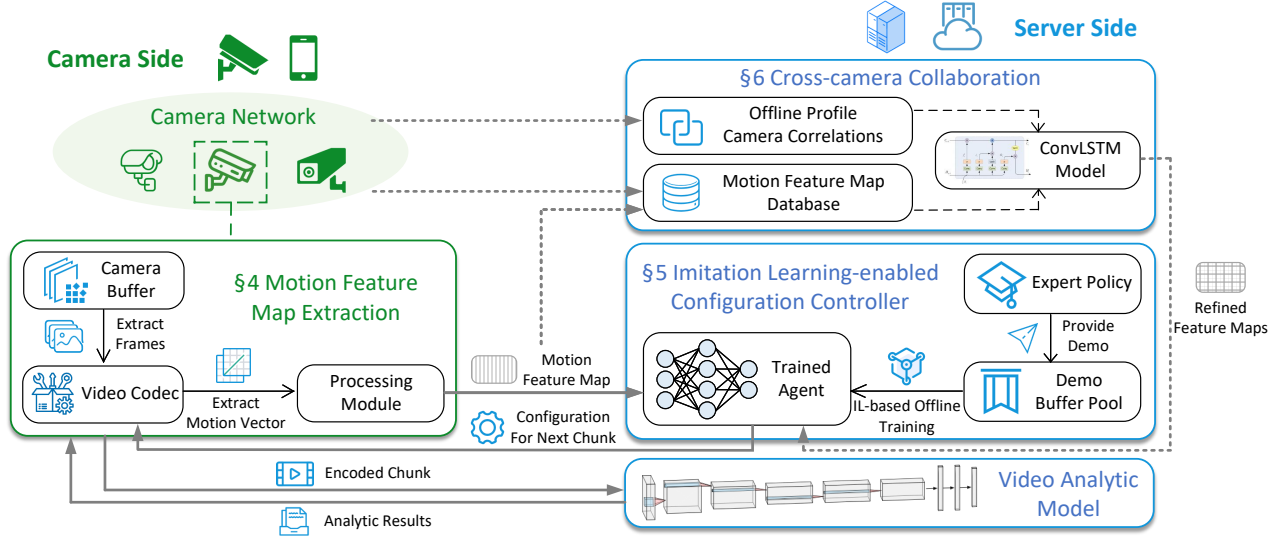 Camera Side
Server Side
Camera Network
§6 Cross-camera Collaboration
Offline Profile
Camera Correlations
ConvLSTM
Model
Motion Feature Map
Database
§4 Motion Feature
Map Extraction
Camera
Buffer
Extract
Frames
Video Codec
Extract
Motion Vector
Processing
Module
Motion
Feature Map
Configuration
For Next Chunk
§5 Imitation Learning-enabled
Configuration Controller
Expert Policy
Provide
Demo
Trained
Agent
IL-based Offline
Training
Demo
Buffer Pool
Refined
Feature Maps
Encoded Chunk
Analytic Results
Video Analytic
Model